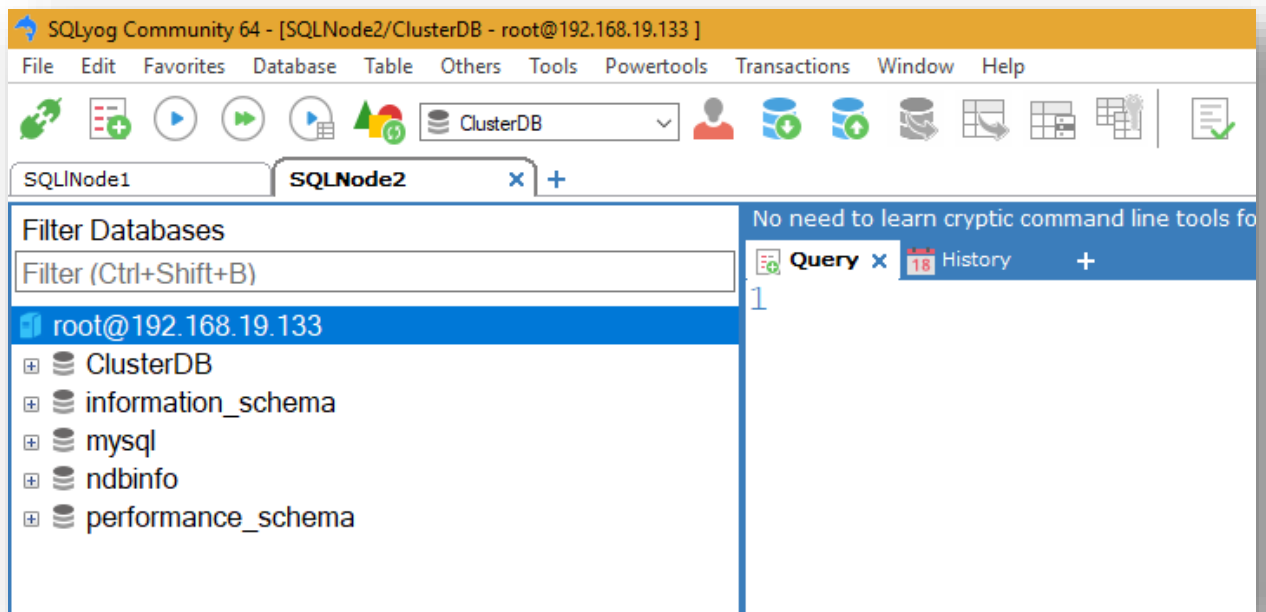 SQLyog Community 64 - [SQLNode2/ClusterDB - root@192.168.19.133 ]
File Edit Favorites Database Table Others Tools Powertools Transactions Window Help
ClusterDB
SQLlNode1 SQLNode2
Filter Databases
Filter (Ctrl+Shift+B)
root@192.168.19.133
ClusterDB
information_schema
mysql
ndbinfo
performance_schema
No need to learn cryptic command line tools fo
Query 18 History
1